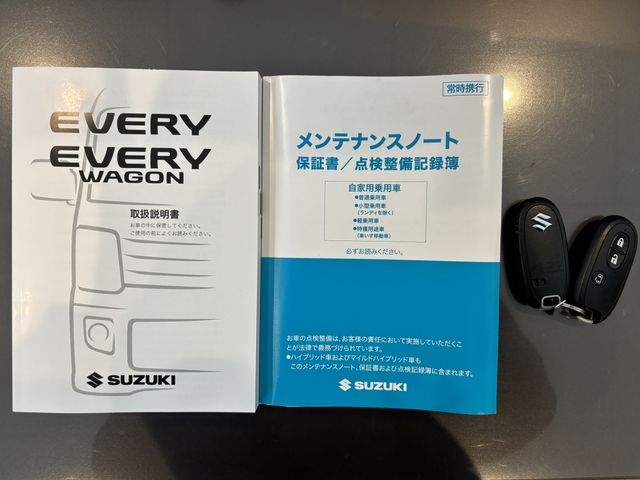 EVERY
EVERY
WAGON
取扱説明書
お車の中に保管してください。
ご使用の前によくお読みください。
SUZUKI
常時携行
メンテナンスノート
保証書／点検整備記録簿
自家用乗用車
●普通乗用車
●小型乗用車
（ランディを除く）
●軽乗用車
●特種用途車
（車いす移動車）
必ずお読みください。
お車の点検整備は、お客様の責任において実施していただくこ
とが法律で義務づけられています。
●ハイブリッド車およびマイルドハイブリッド車も
このメンテナンスノート、保証書および点検記録簿に含まれます。
SUZUKI